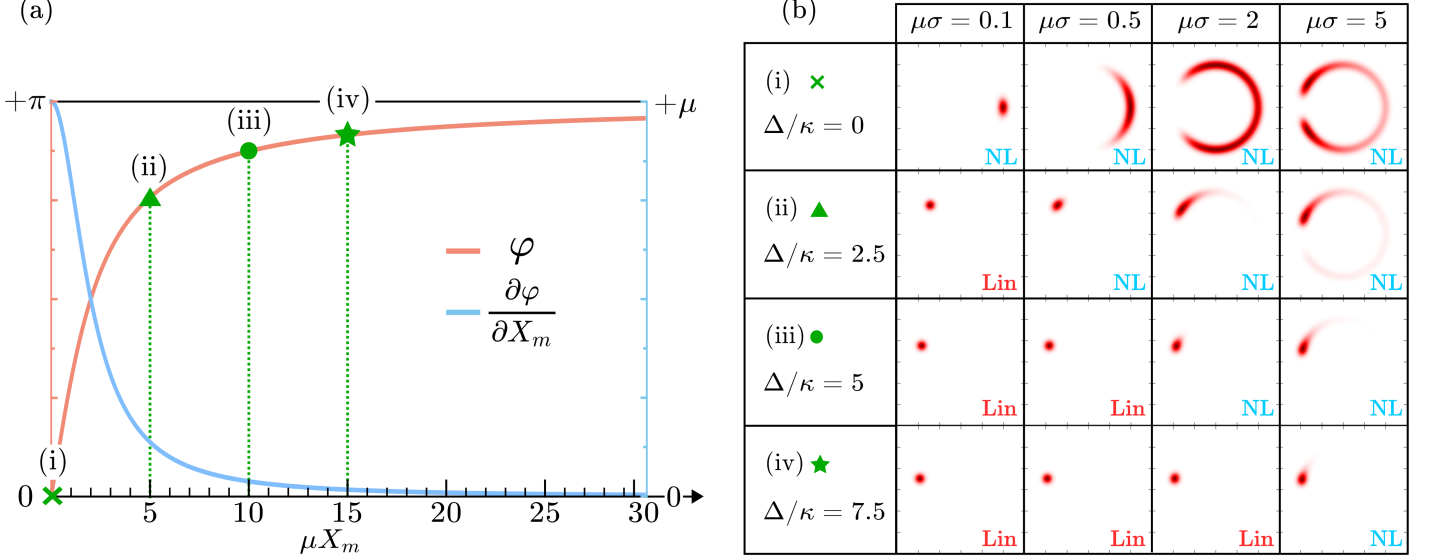 (a)
+π
+μ
(i)
(ii)
(iii)
(iv)
φ
∂φ
∂X_m
0
5
10
15
20
25
30
0
μX_m
(b)
μσ = 0.1
μσ = 0.5
μσ = 2
μσ = 5
(i)
Δ/κ = 0
NL
NL
NL
NL
(ii)
Δ/κ = 2.5
Lin
NL
NL
NL
(iii)
Δ/κ = 5
Lin
Lin
NL
NL
(iv)
Δ/κ = 7.5
Lin
Lin
Lin
NL